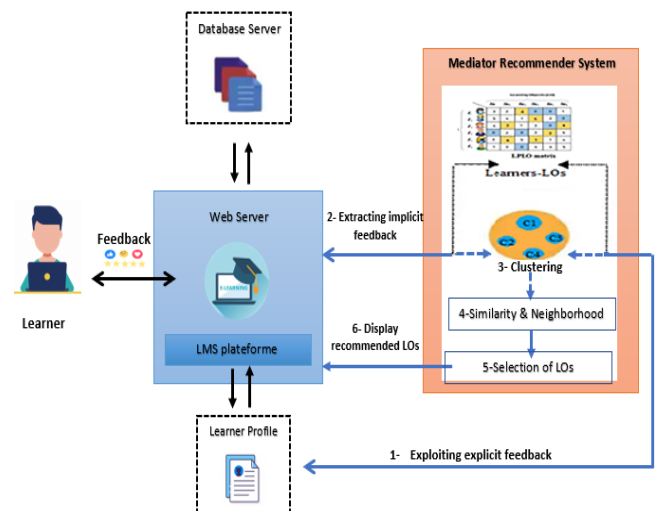 Database Server
Mediator Recommender System
LPLO matrix
Learners-LOs
Web Server
2- Extracting implicit
feedback
C1
C2
C3
C4
Feedback
E-LEARNING
3- Clustering
Learner
4-Similarity & Neighborhood
6- Display
recommended LOs
LMS plateforme
5-Selection of LOs
Learner Profile
1- Exploiting explicit feedback